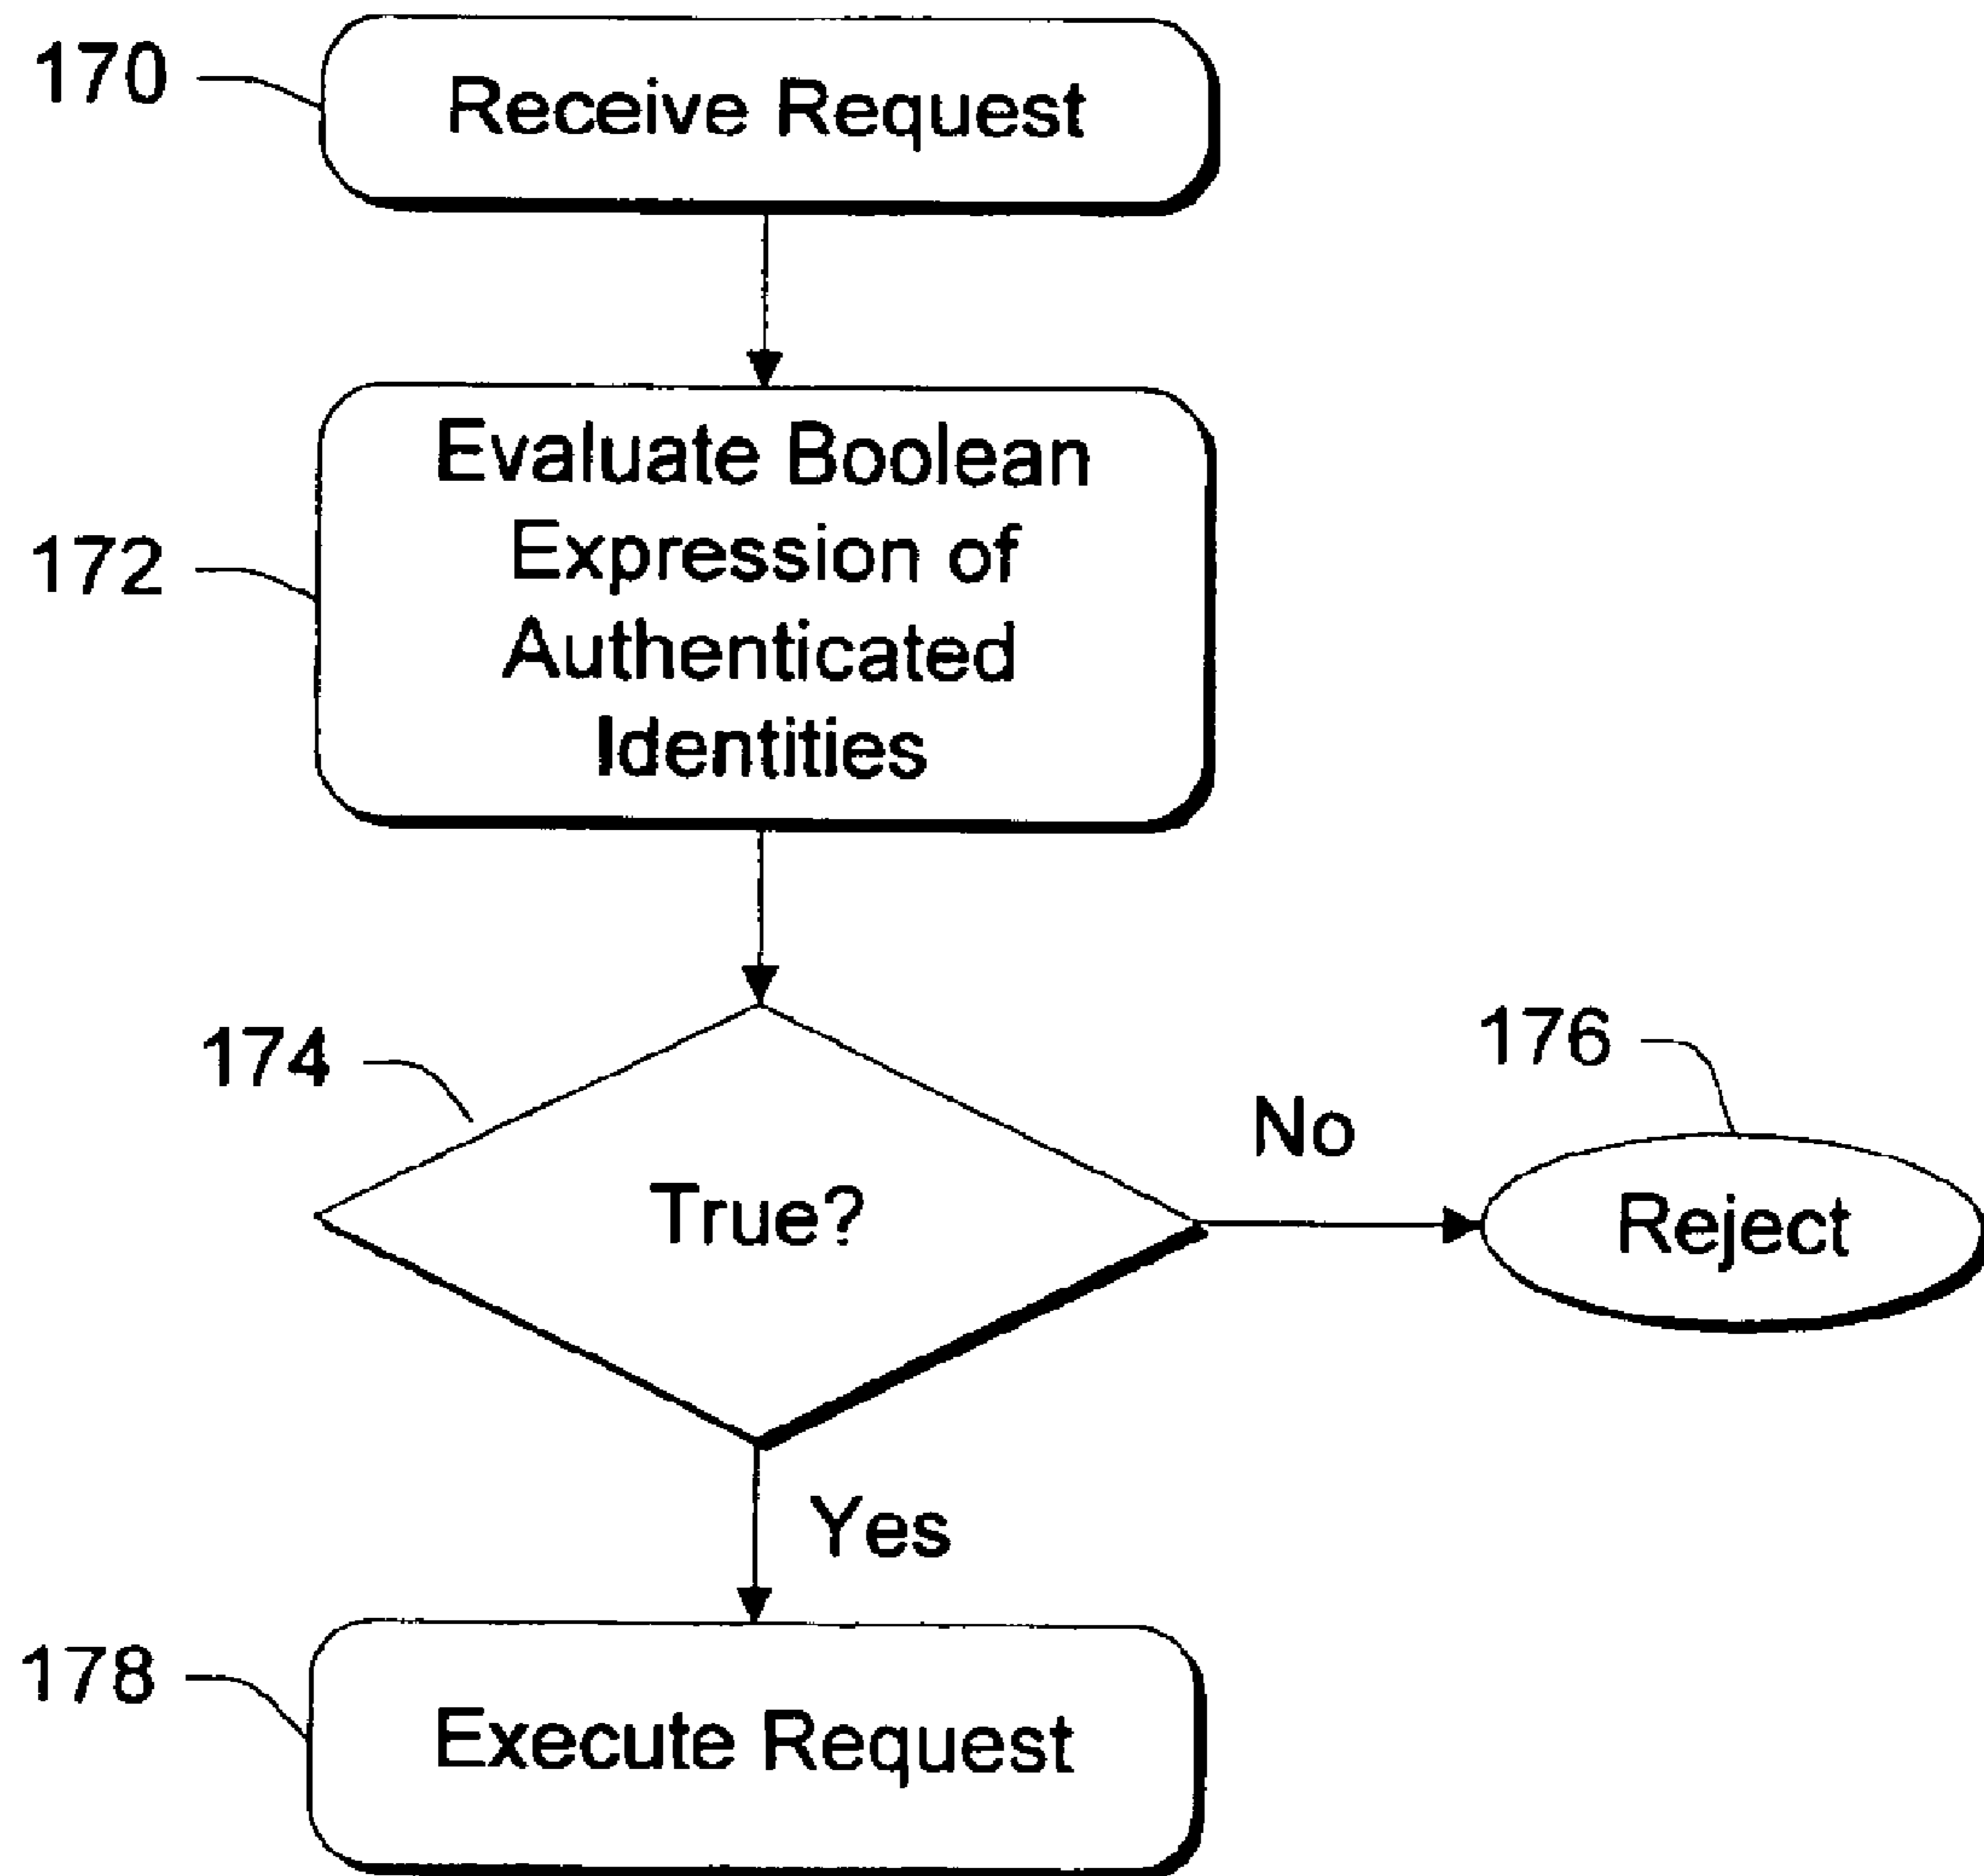 170
Receive Request
172
Evaluate Boolean
Expression of
Authenticated
Identities
174
True?
No
176
Reject
Yes
178
Execute Request